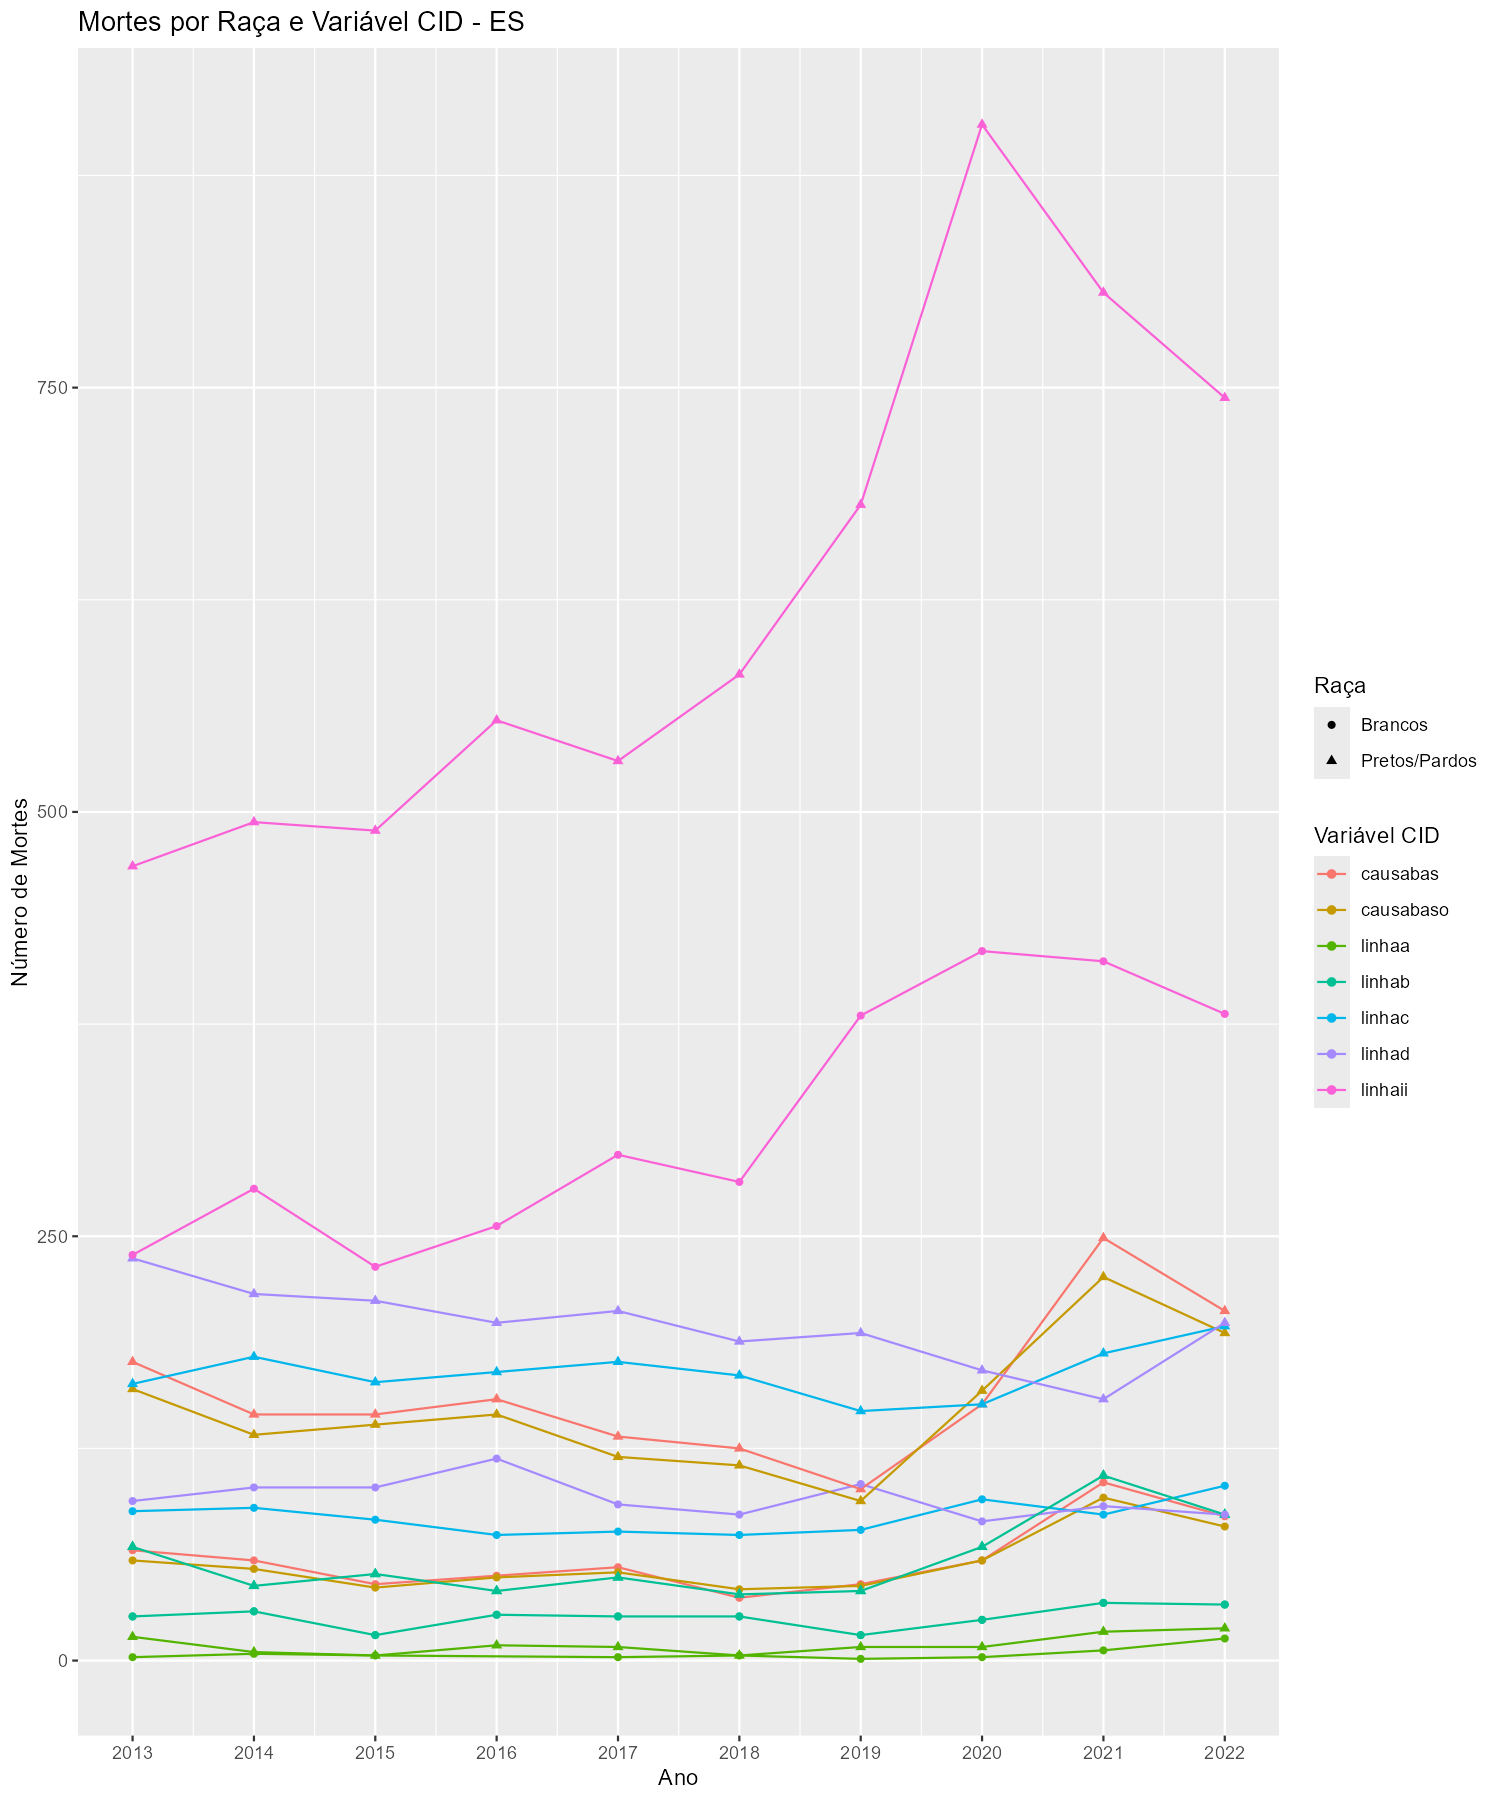 Mortes por Raça e Variável CID - ES
Número de Mortes
750
500
250
0
2013 2014 2015 2016 2017 2018 2019 2020 2021 2022
Ano
Raça
Brancos
Pretos/Pardos
Variável CID
causabas
causabaso
linhaa
linhab
linhac
linhad
linhaii